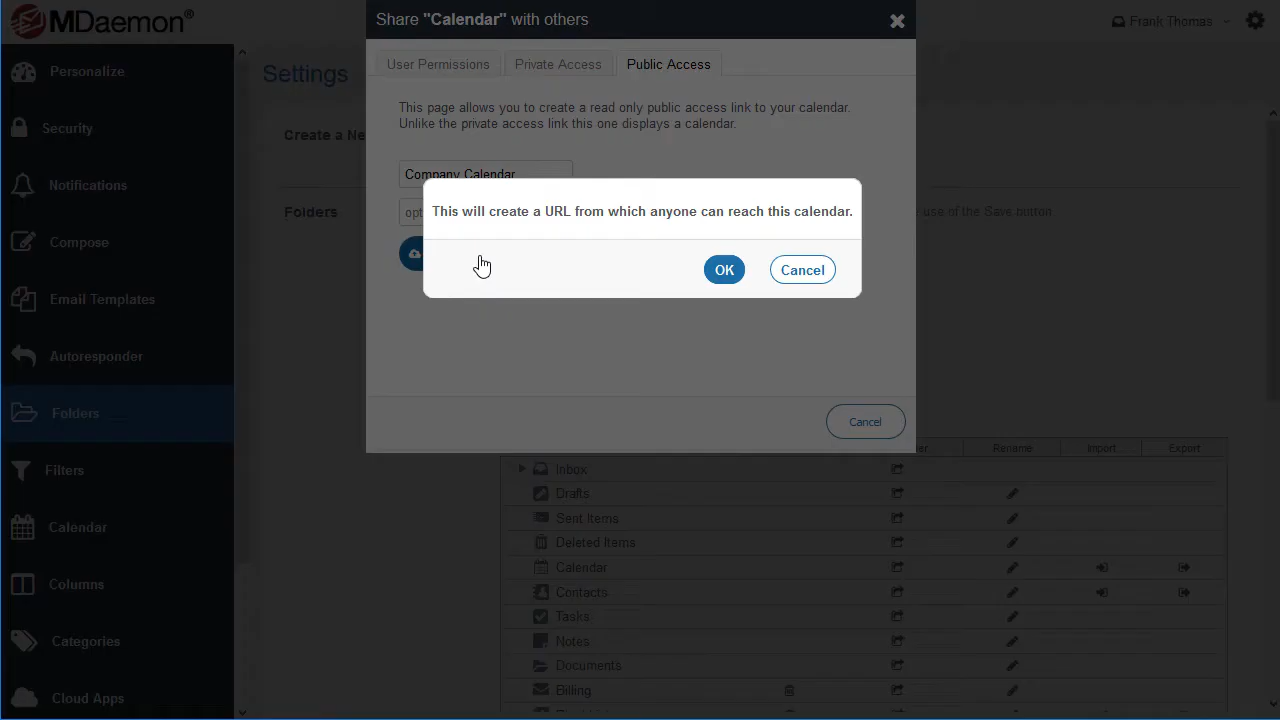 MDaemon®
Share "Calendar" with others
Frank Thomas
Personalize
Security
Notifications
Compose
Email Templates
Autoresponder
Folders
Filters
Calendar
Columns
Categories
Cloud Apps
Settings
Create a Ne
Folders
use of the Save button
User Permissions
Private Access
Public Access
This page allows you to create a read only public access link to your calendar.
Unlike the private access link this one displays a calendar.
Company Calendar
opt
This will create a URL from which anyone can reach this calendar.
OK
Cancel
Cancel
Rename
Import
Export
Inbox
Drafts
Sent Items
Deleted Items
Calendar
Contacts
Tasks
Notes
Documents
Billing